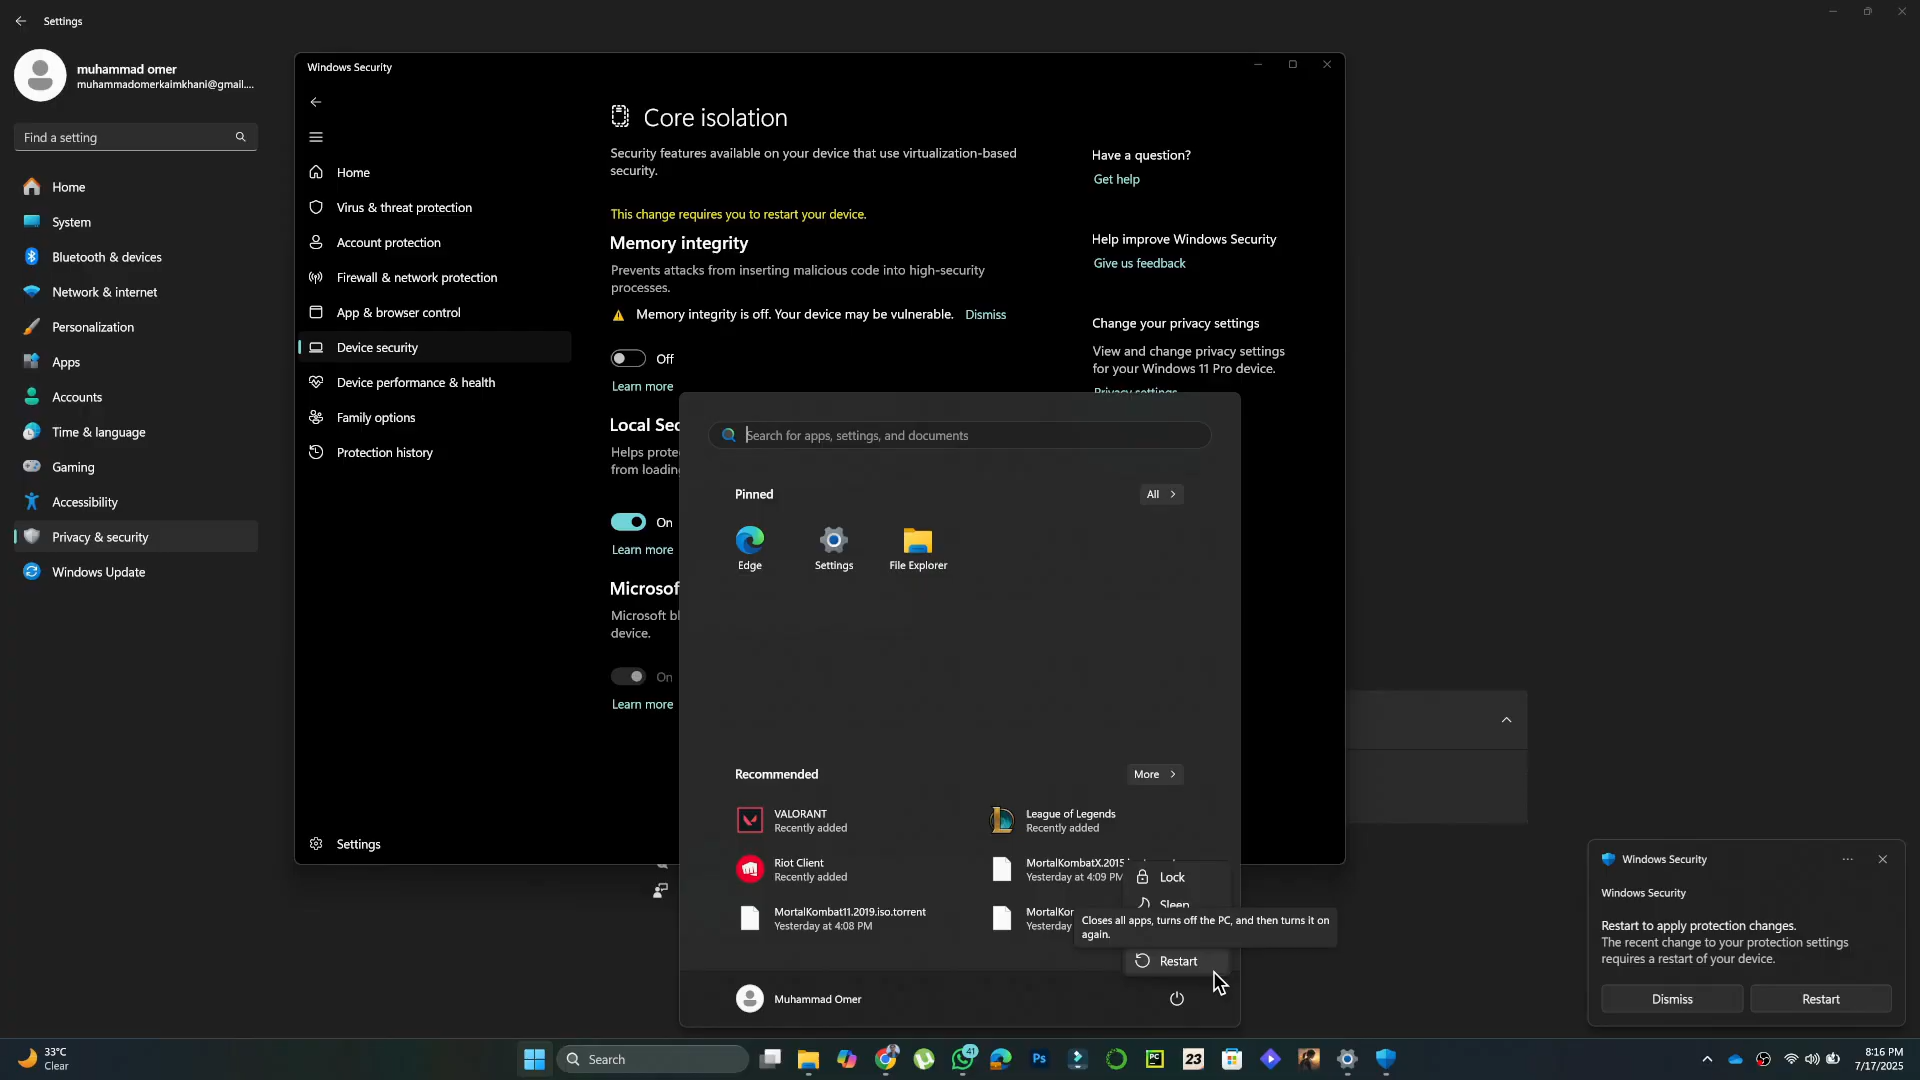 Settings
muhammad omer
muhammadomerkaimkhani@gmail....
Find a setting
Home
System
Bluetooth & devices
Network & internet
Personalization
Apps
Accounts
Time & language
Gaming
Accessibility
Privacy & security
Windows Update
Windows Security
Home
Virus & threat protection
Account protection
Firewall & network protection
App & browser control
Device security
Device performance & health
Family options
Protection history
Settings
Core isolation
Security features available on your device that use virtualization-based
security.
This change requires you to restart your device.
Memory integrity
Prevents attacks from inserting malicious code into high-security
processes.
Memory integrity is off. Your device may be vulnerable. Dismiss
Off
Learn more
Local Sec
Helps prote
from loading
On
Learn more
Microsof
Microsoft bl
device.
On
Learn more
Have a question?
Get help
Help improve Windows Security
Give us feedback
Change your privacy settings
View and change privacy settings
for your Windows 11 Pro device.
Privacy settings
Search for apps, settings, and documents
Pinned
All
Edge
Settings
File Explorer
Recommended
More
VALORANT
Recently added
League of Legends
Recently added
Riot Client
Recently added
MortalKombatX.2015.
Yesterday at 4:09 PM
MortalKombat11.2019.iso.torrent
Yesterday at 4:08 PM
MortalKor
Yesterday
Lock
Sleep
Closes all apps, turns off the PC, and then turns it on
again.
Restart
Muhammad Omer
Windows Security
Windows Security
Restart to apply protection changes.
The recent change to your protection settings
requires a restart of your device.
Dismiss
Restart
33°C
Clear
Search
41
Ps
PC
23
8:16 PM
7/17/2025